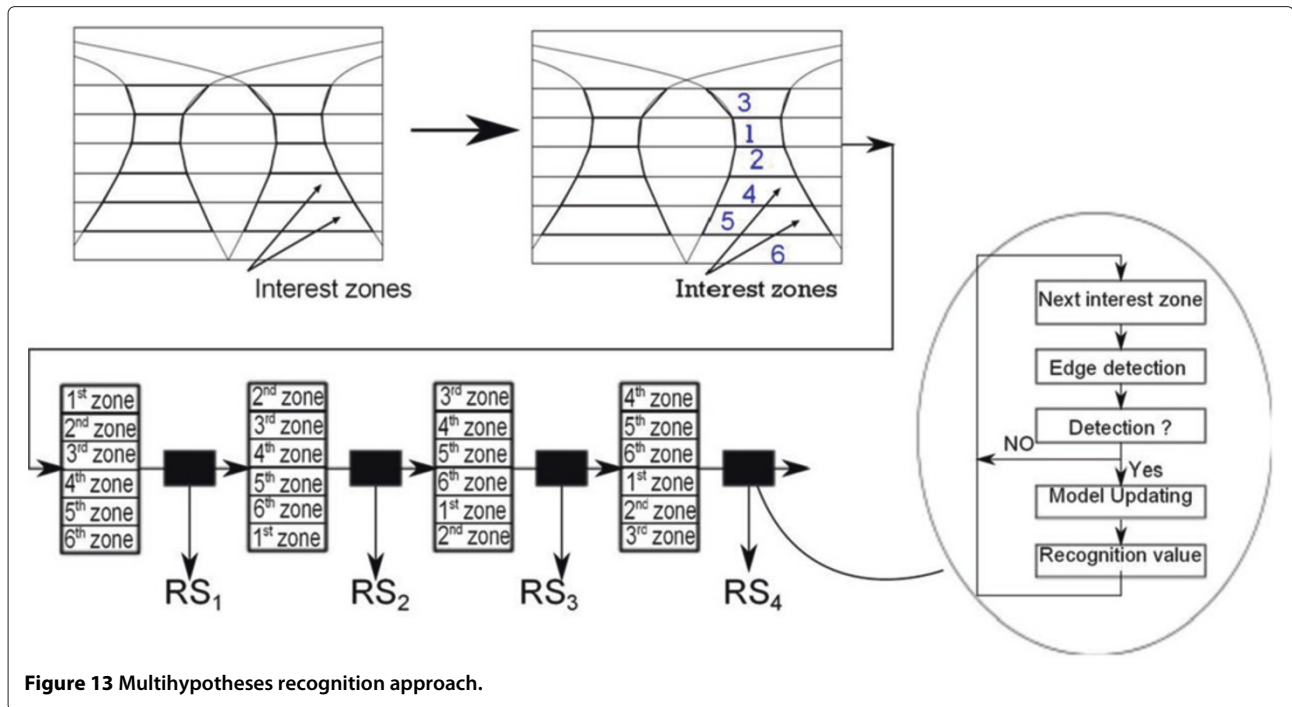 3
1
2
4
5
6
Interest zones
Interest zones
Next interest zone
Edge detection
Detection ?
NO
Yes
Model Updating
Recognition value
1st zone
2nd zone
3rd zone
4th zone
5th zone
6th zone
2nd zone
3rd zone
4th zone
5th zone
6th zone
1st zone
3rd zone
4th zone
5th zone
6th zone
1st zone
2nd zone
4th zone
5th zone
6th zone
1st zone
2nd zone
3rd zone
RS1
RS2
RS3
RS4
Figure 13 Multihypotheses recognition approach.